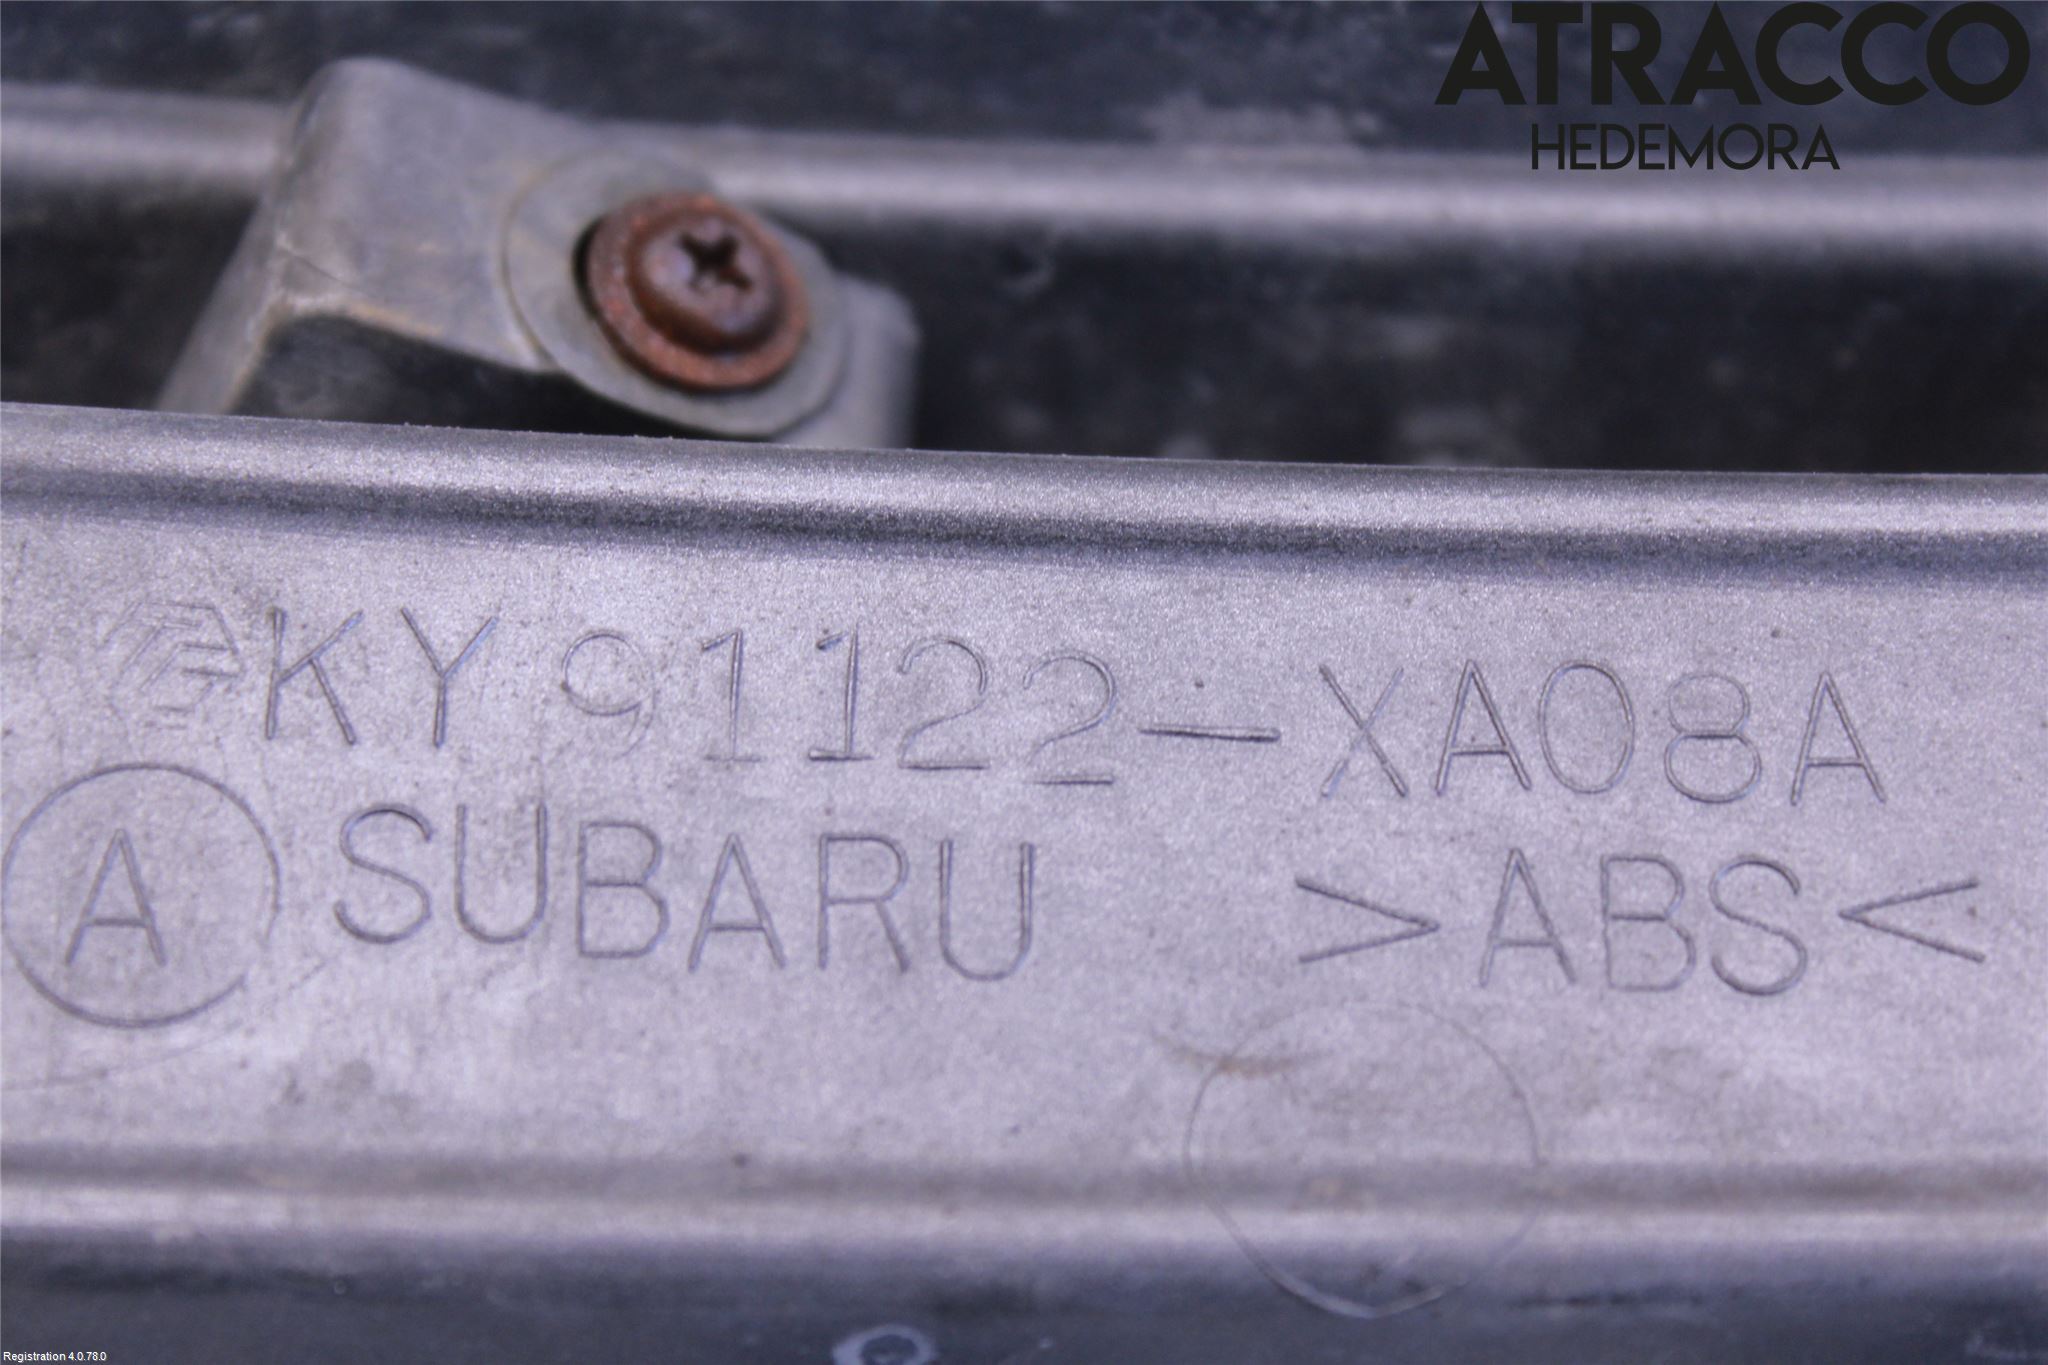 ATRACCO
HEDEMORA
KY 91122-XA08A
A SUBARU >ABS<
Registration 4.0.78.0